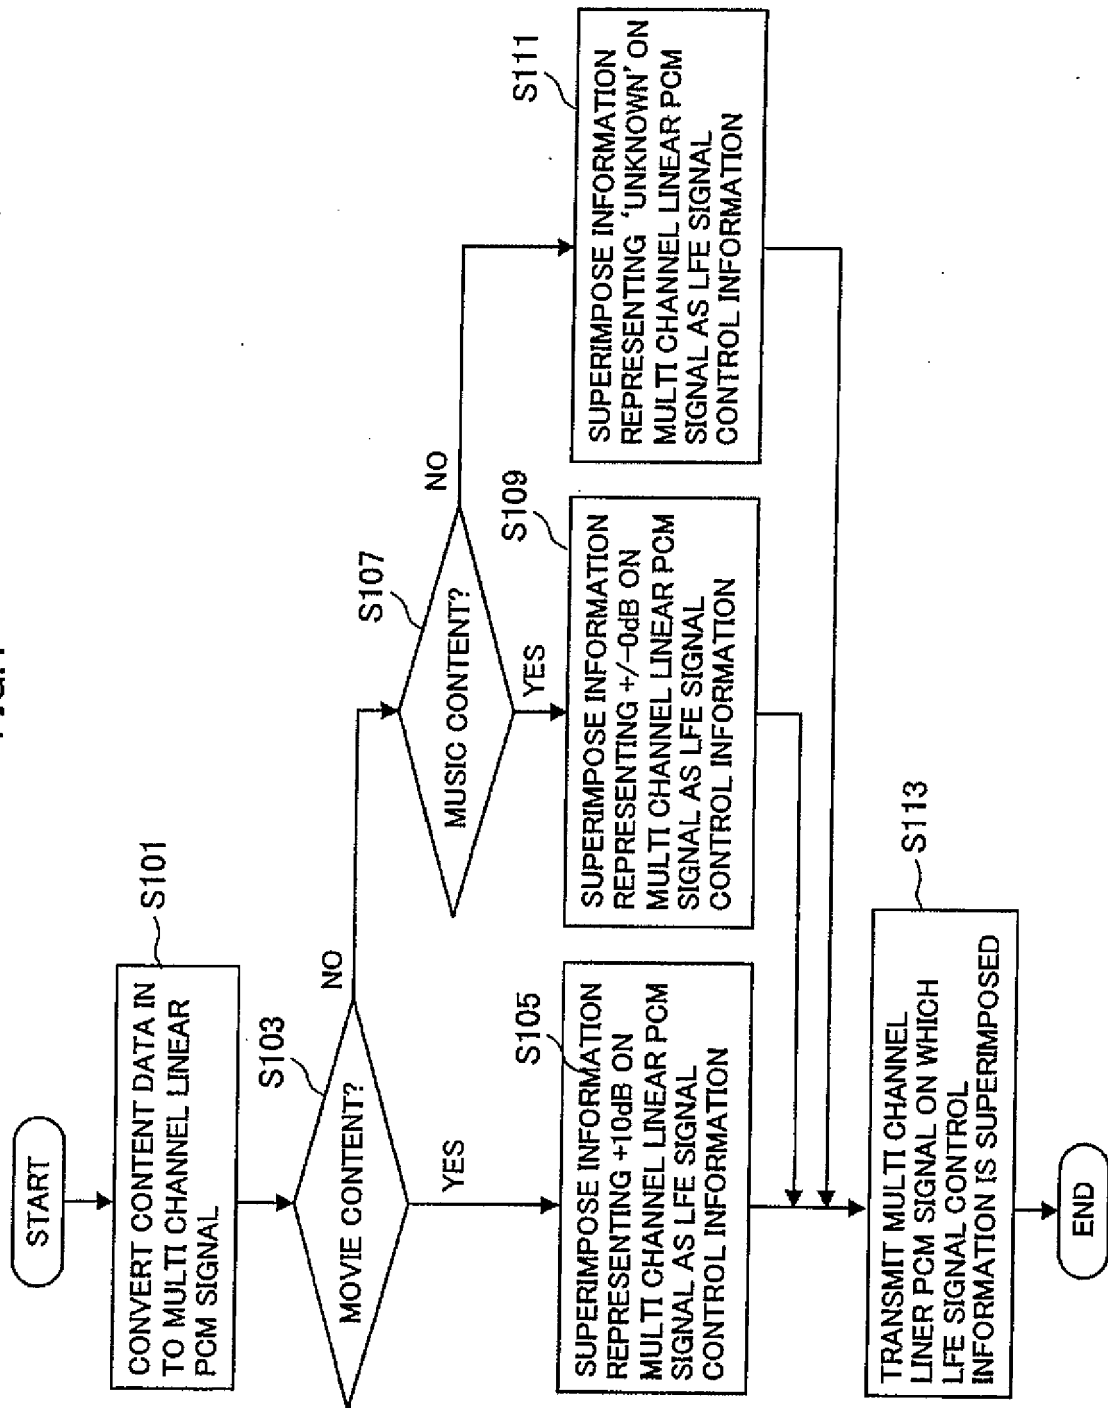 START
S101
CONVERT CONTENT DATA IN
TO MULTI CHANNEL LINEAR
PCM SIGNAL
S103
MOVIE CONTENT?
NO
YES
S107
MUSIC CONTENT?
NO
YES
S105
SUPERIMPOSE INFORMATION
REPRESENTING +10dB ON
MULTI CHANNEL LINEAR PCM
SIGNAL AS LFE SIGNAL
CONTROL INFORMATION
S109
SUPERIMPOSE INFORMATION
REPRESENTING +/-0dB ON
MULTI CHANNEL LINEAR PCM
SIGNAL AS LFE SIGNAL
CONTROL INFORMATION
S111
SUPERIMPOSE INFORMATION
REPRESENTING ‘UNKNOWN’ ON
MULTI CHANNEL LINEAR PCM
SIGNAL AS LFE SIGNAL
CONTROL INFORMATION
S113
TRANSMIT MULTI CHANNEL
LINER PCM SIGNAL ON WHICH
LFE SIGNAL CONTROL
INFORMATION IS SUPERIMPOSED
END